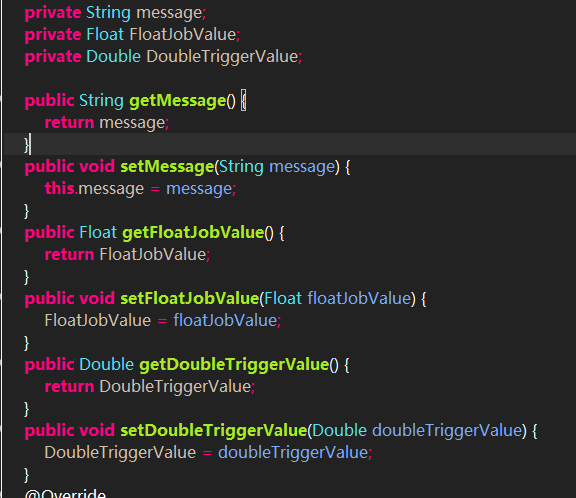 private String message;
private Float FloatJobValue;
private Double DoubleTriggerValue;
public String getMessage() {
return message;
}
public void setMessage(String message) {
this.message = message;
}
public Float getFloatJobValue() {
return FloatJobValue;
}
public void setFloatJobValue(Float floatJobValue) {
FloatJobValue = floatJobValue;
}
public Double getDoubleTriggerValue() {
return DoubleTriggerValue;
}
public void setDoubleTriggerValue(Double doubleTriggerValue) {
DoubleTriggerValue = doubleTriggerValue;
}
@Override